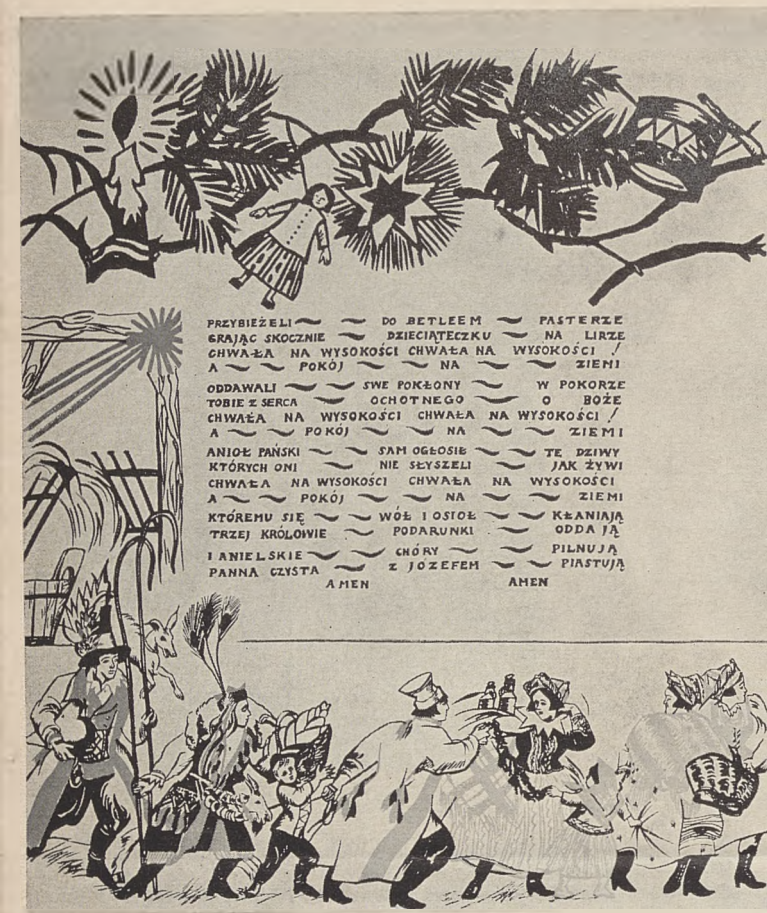 PRZYBIEŻELI DO BETLEEM PASTERZE
GRAJĄC SKOCZNIE DZIECIĄTECZKU NA LIRZE
CHWAŁA NA WYSOKOŚCI CHWAŁA NA WYSOKOŚCI !
A POKÓJ NA ZIEMI
ODDAWALI SWE POKŁONY W POKORZE
TOBIE Z SERCA OCHOTNEGO O BOŻE
CHWAŁA NA WYSOKOŚCI CHWAŁA NA WYSOKOŚCI !
A POKÓJ NA ZIEMI
ANIOŁ PAŃSKI SAM OGŁOSIŁ TE DZIWY
KTÓRYCH ONI NIE SŁYSZELI JAK ŻYWI
CHWAŁA NA WYSOKOŚCI CHWAŁA NA WYSOKOŚCI
A POKÓJ NA ZIEMI
KTÓREMU SIĘ WÓŁ I OSIOŁ KŁANIAJĄ
TRZEJ KRÓLOWIE PODARUNKI ODDAJĄ
I ANIELSKIE CHÓRY PILNUJĄ
PANNA CZYSTA Z JÓZEFEM PIASTUJĄ
AMEN AMEN